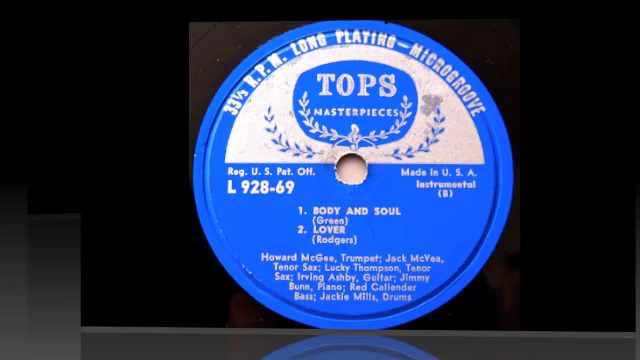 33⅓ R.P.M. LONG PLAYING—MICROGROOVE
TOPS
MASTERPIECES
Reg. U. S. Pat. Off.
Made in U. S. A.
L 928-69
Instrumental
(B)
1. BODY AND SOUL
(Green)
2. LOVER
(Rodgers)
Howard McGee, Trumpet; Jack McVea,
Tenor Sax; Lucky Thompson, Tenor
Sax; Irving Ashby, Guitar; Jimmy
Bunn, Piano; Red Callender
Bass; Jackie Mills, Drums